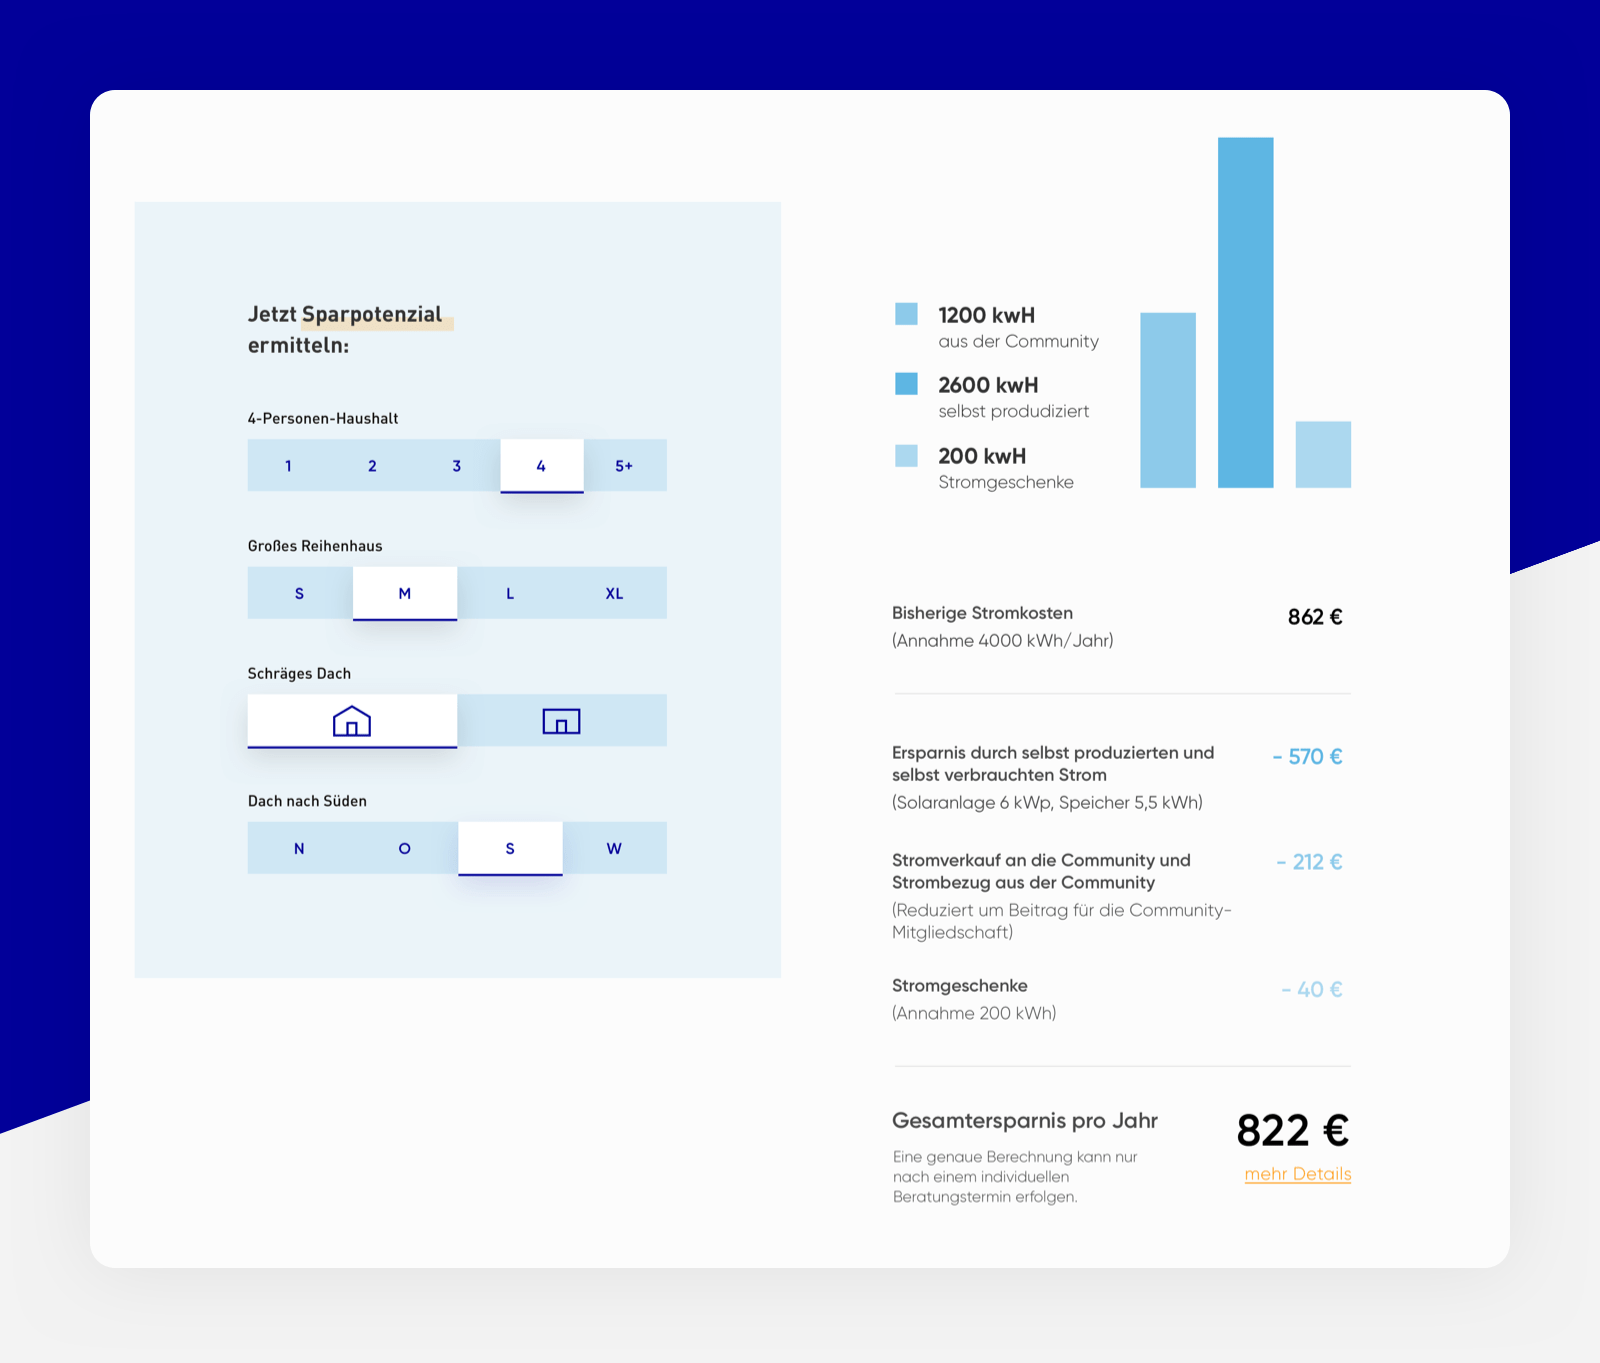 Jetzt Sparpotenzial
ermitteln:
4-Personen-Haushalt
1 2 3 4 5+
Großes Reihenhaus
S M L XL
Schräges Dach
Dach nach Süden
N O S W
1200 kwH
aus der Community
2600 kwH
selbst produdiziert
200 kwH
Stromgeschenke
Bisherige Stromkosten 862 €
(Annahme 4000 kWh/Jahr)
Ersparnis durch selbst produzierten und - 570 €
selbst verbrauchten Strom
(Solaranlage 6 kWp, Speicher 5,5 kWh)
Stromverkauf an die Community und - 212 €
Strombezug aus der Community
(Reduziert um Beitrag für die Community-
Mitgliedschaft)
Stromgeschenke - 40 €
(Annahme 200 kWh)
Gesamtersparnis pro Jahr 822 €
Eine genaue Berechnung kann nur
nach einem individuellen
Beratungstermin erfolgen.
mehr Details